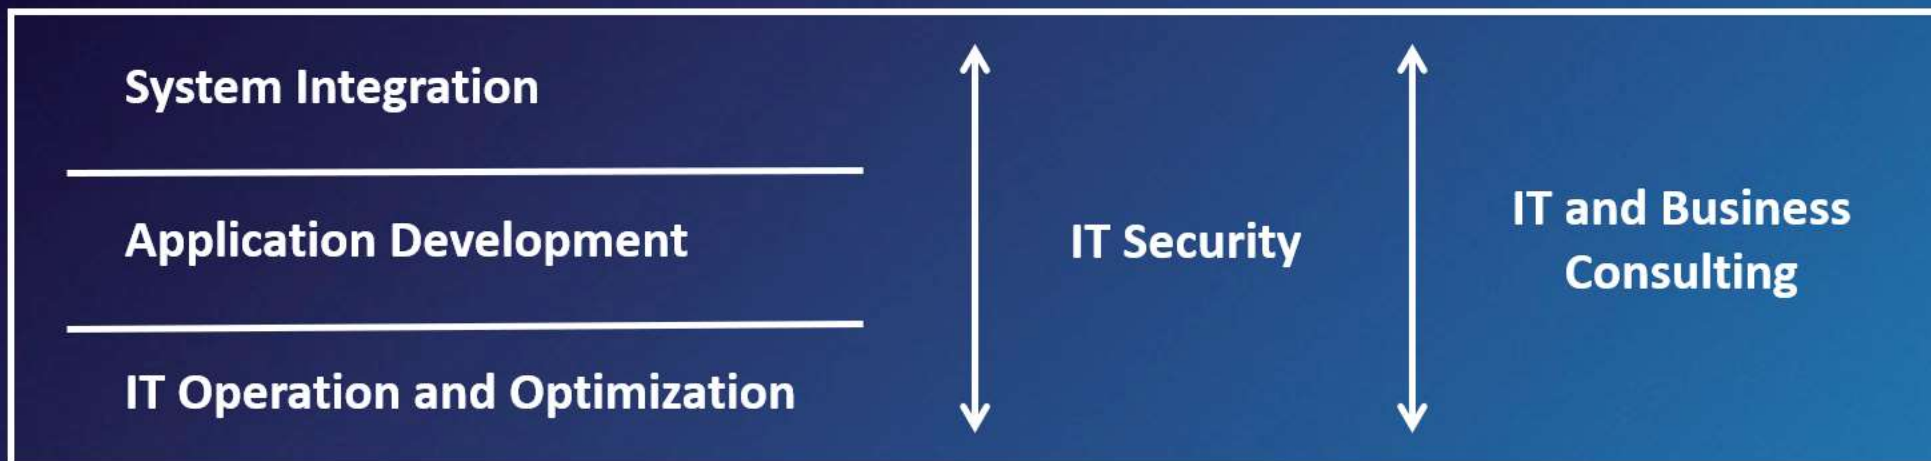 System Integration
Application Development
IT Operation and Optimization
IT Security
IT and Business
Consulting